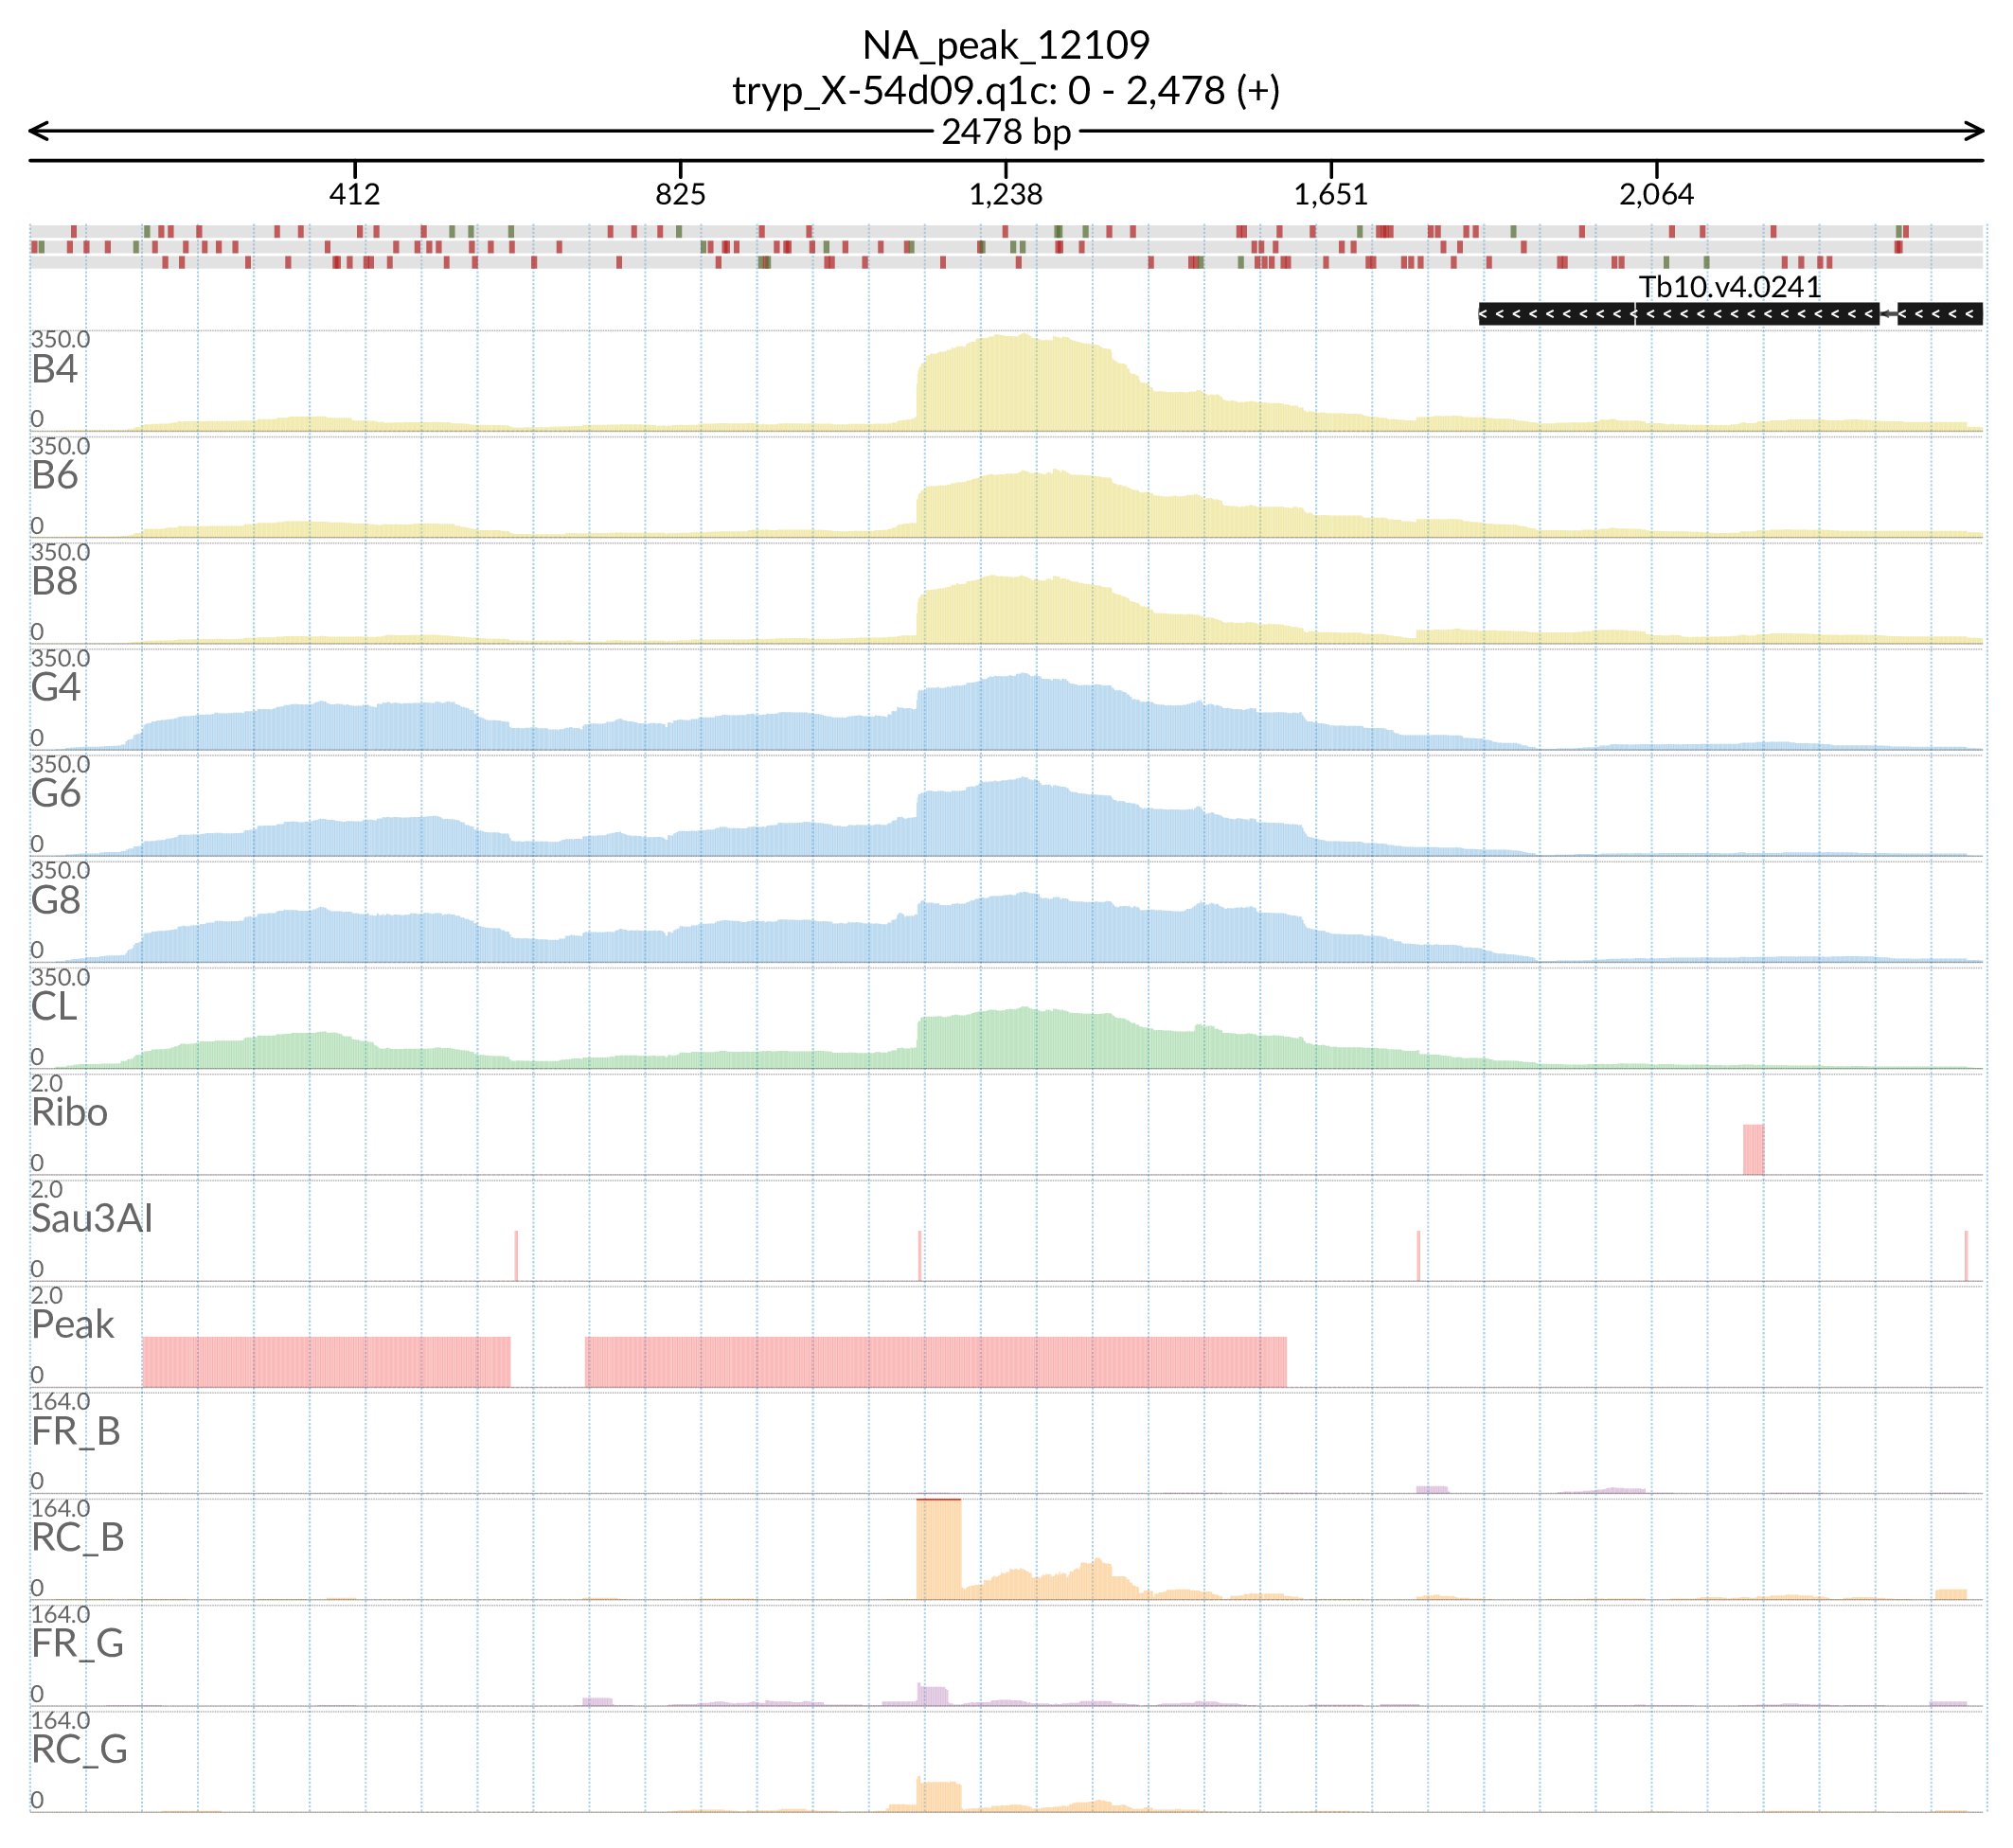 NA_peak_12109
tryp_X-54d09.q1c: 0 - 2,478 (+)
2478 bp
412 825 1,238 1,651 2,064
Tb10.v4.0241
350.0
B4
0
350.0
B6
0
350.0
B8
0
350.0
G4
0
350.0
G6
0
350.0
G8
0
350.0
CL
0
2.0
Ribo
0
2.0
Sau3AI
0
2.0
Peak
0
164.0
FR_B
0
164.0
RC_B
0
164.0
FR_G
0
164.0
RC_G
0